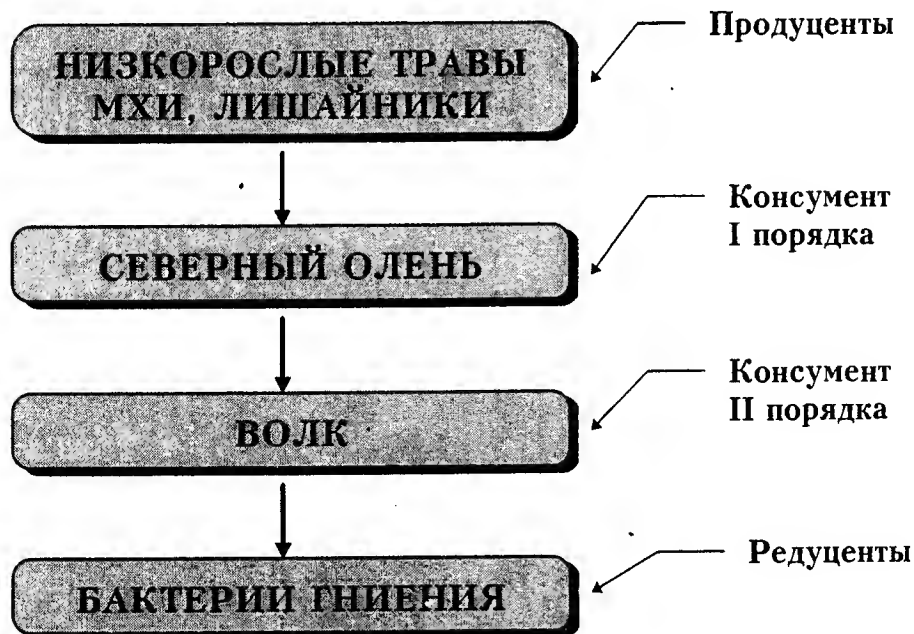 Продуценты
НИЗКОРОСЛЫЕ ТРАВЫ
МХИ, ЛИШАЙНИКИ
Консумент
I порядка
СЕВЕРНЫЙ ОЛЕНЬ
Консумент
II порядка
ВОЛК
Редуценты
БАКТЕРИИ ГНИЕНИЯ